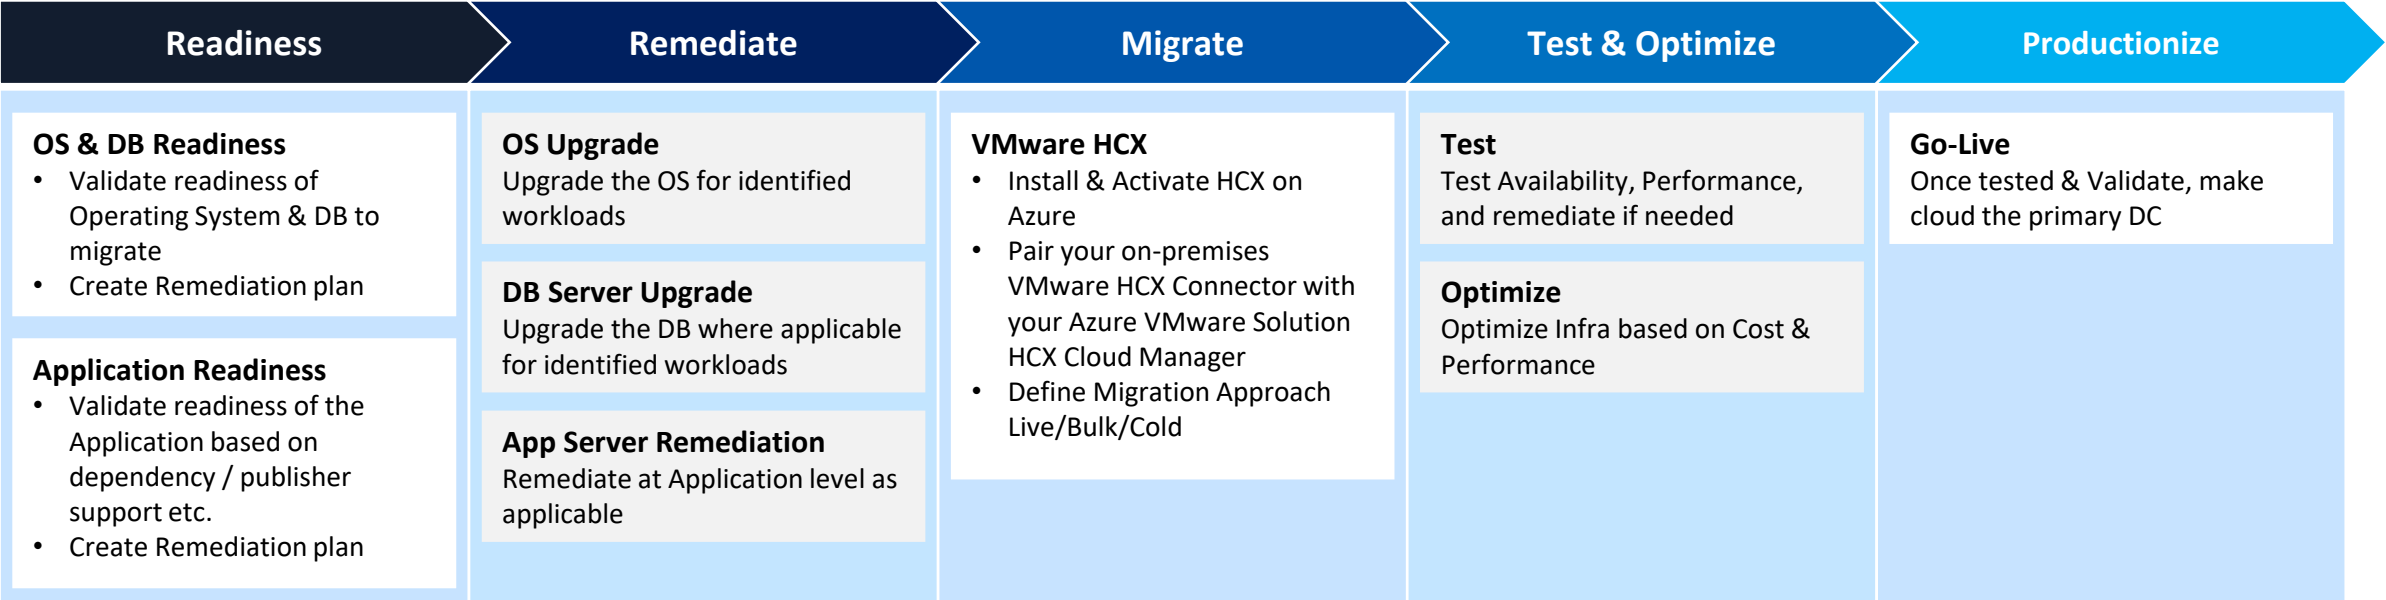 Readiness
Remediate
Migrate
Test & Optimize
Productionize
OS & DB Readiness
• Validate readiness of
Operating System & DB to
migrate
• Create Remediation plan
Application Readiness
• Validate readiness of the
Application based on
dependency / publisher
support etc.
• Create Remediation plan
OS Upgrade
Upgrade the OS for identified
workloads
DB Server Upgrade
Upgrade the DB where applicable
for identified workloads
App Server Remediation
Remediate at Application level as
applicable
VMware HCX
• Install & Activate HCX on
Azure
• Pair your on-premises
VMware HCX Connector with
your Azure VMware Solution
HCX Cloud Manager
• Define Migration Approach
Live/Bulk/Cold
Test
Test Availability, Performance,
and remediate if needed
Optimize
Optimize Infra based on Cost &
Performance
Go-Live
Once tested & Validate, make
cloud the primary DC